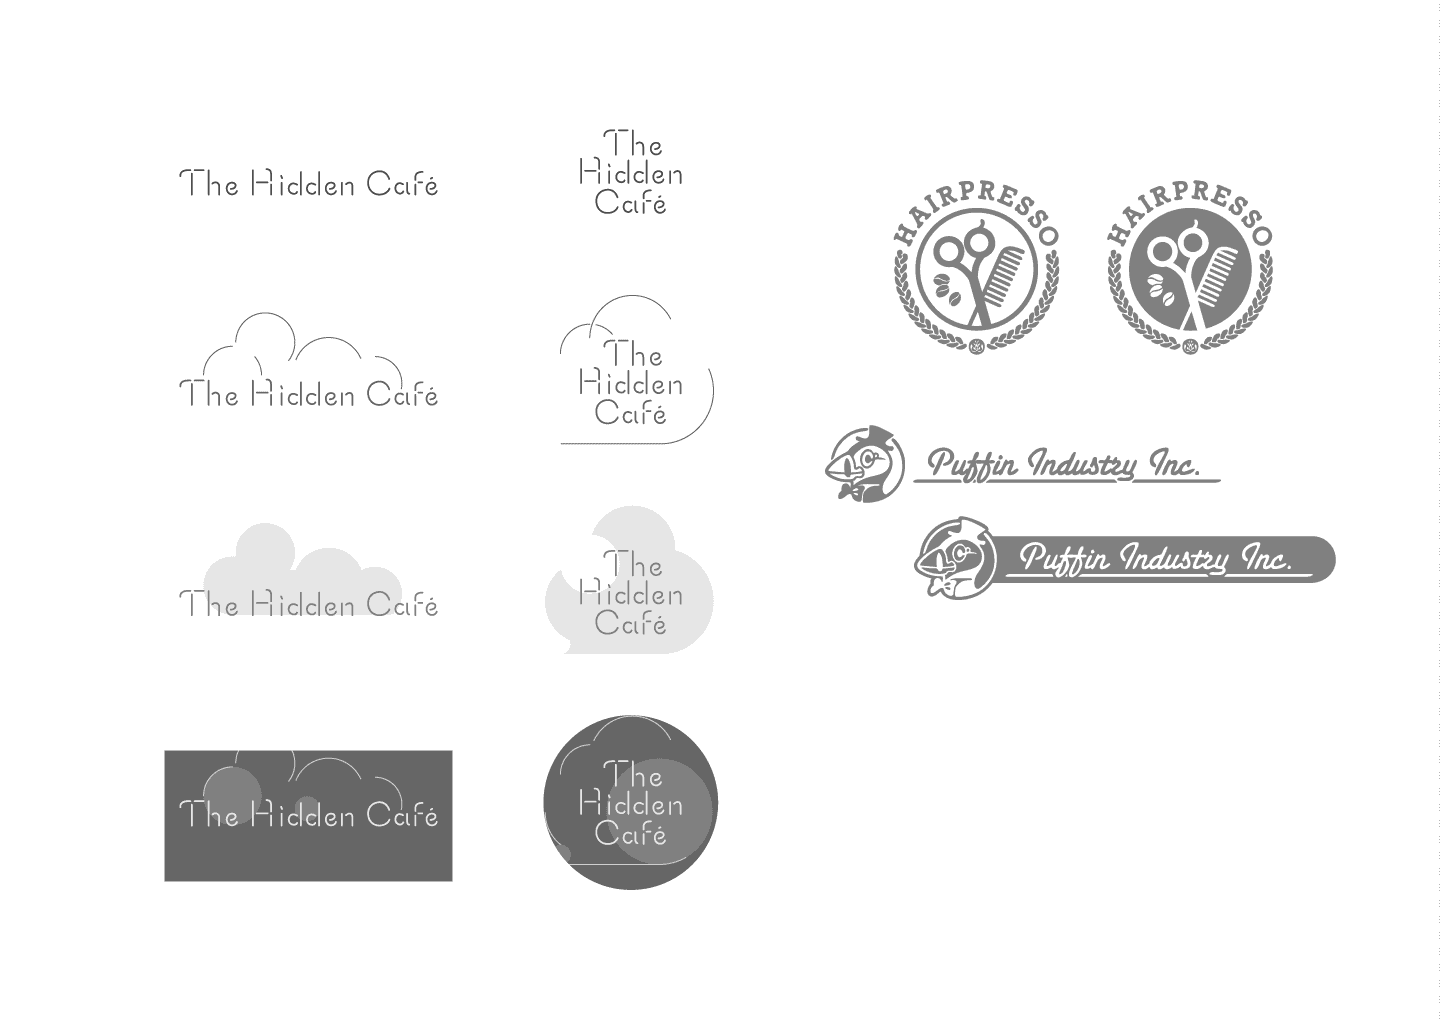 The Hidden Café
The
Hidden
Café
The Hidden Café
The
Hidden
Café
The Hidden Café
The
Hidden
Café
The Hidden Café
The
Hidden
Café
HAIRPRESSO
HAIRPRESSO
Puffin Industry Inc.
Puffin Industry Inc.